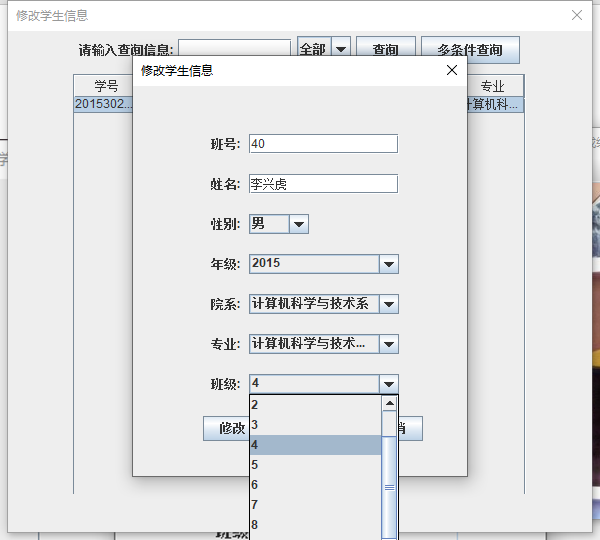 修改学生信息
请输入查询信息:
全部
查询
多条件查询
学号
专业
2015302...
计算机科...
修改学生信息
班号:
40
姓名:
李兴虎
性别:
男
年级:
2015
院系:
计算机科学与技术系
专业:
计算机科学与技术...
班级:
4
2
3
4
5
6
7
8
修改